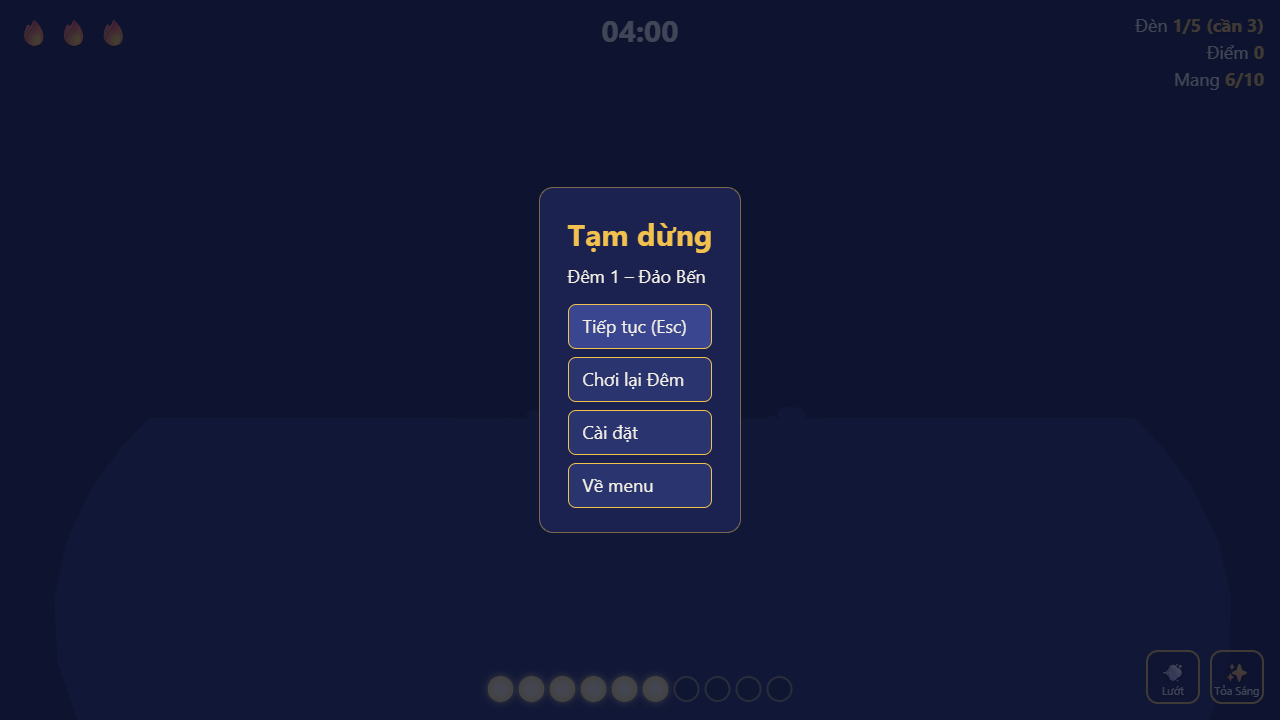 04:00
Đèn 1/5 (cần 3)
Điểm 0
Mang 6/10
Tạm dừng
Đêm 1 – Đảo Bến
Tiếp tục (Esc)
Chơi lại Đêm
Cài đặt
Về menu
Lướt
Tỏa Sáng